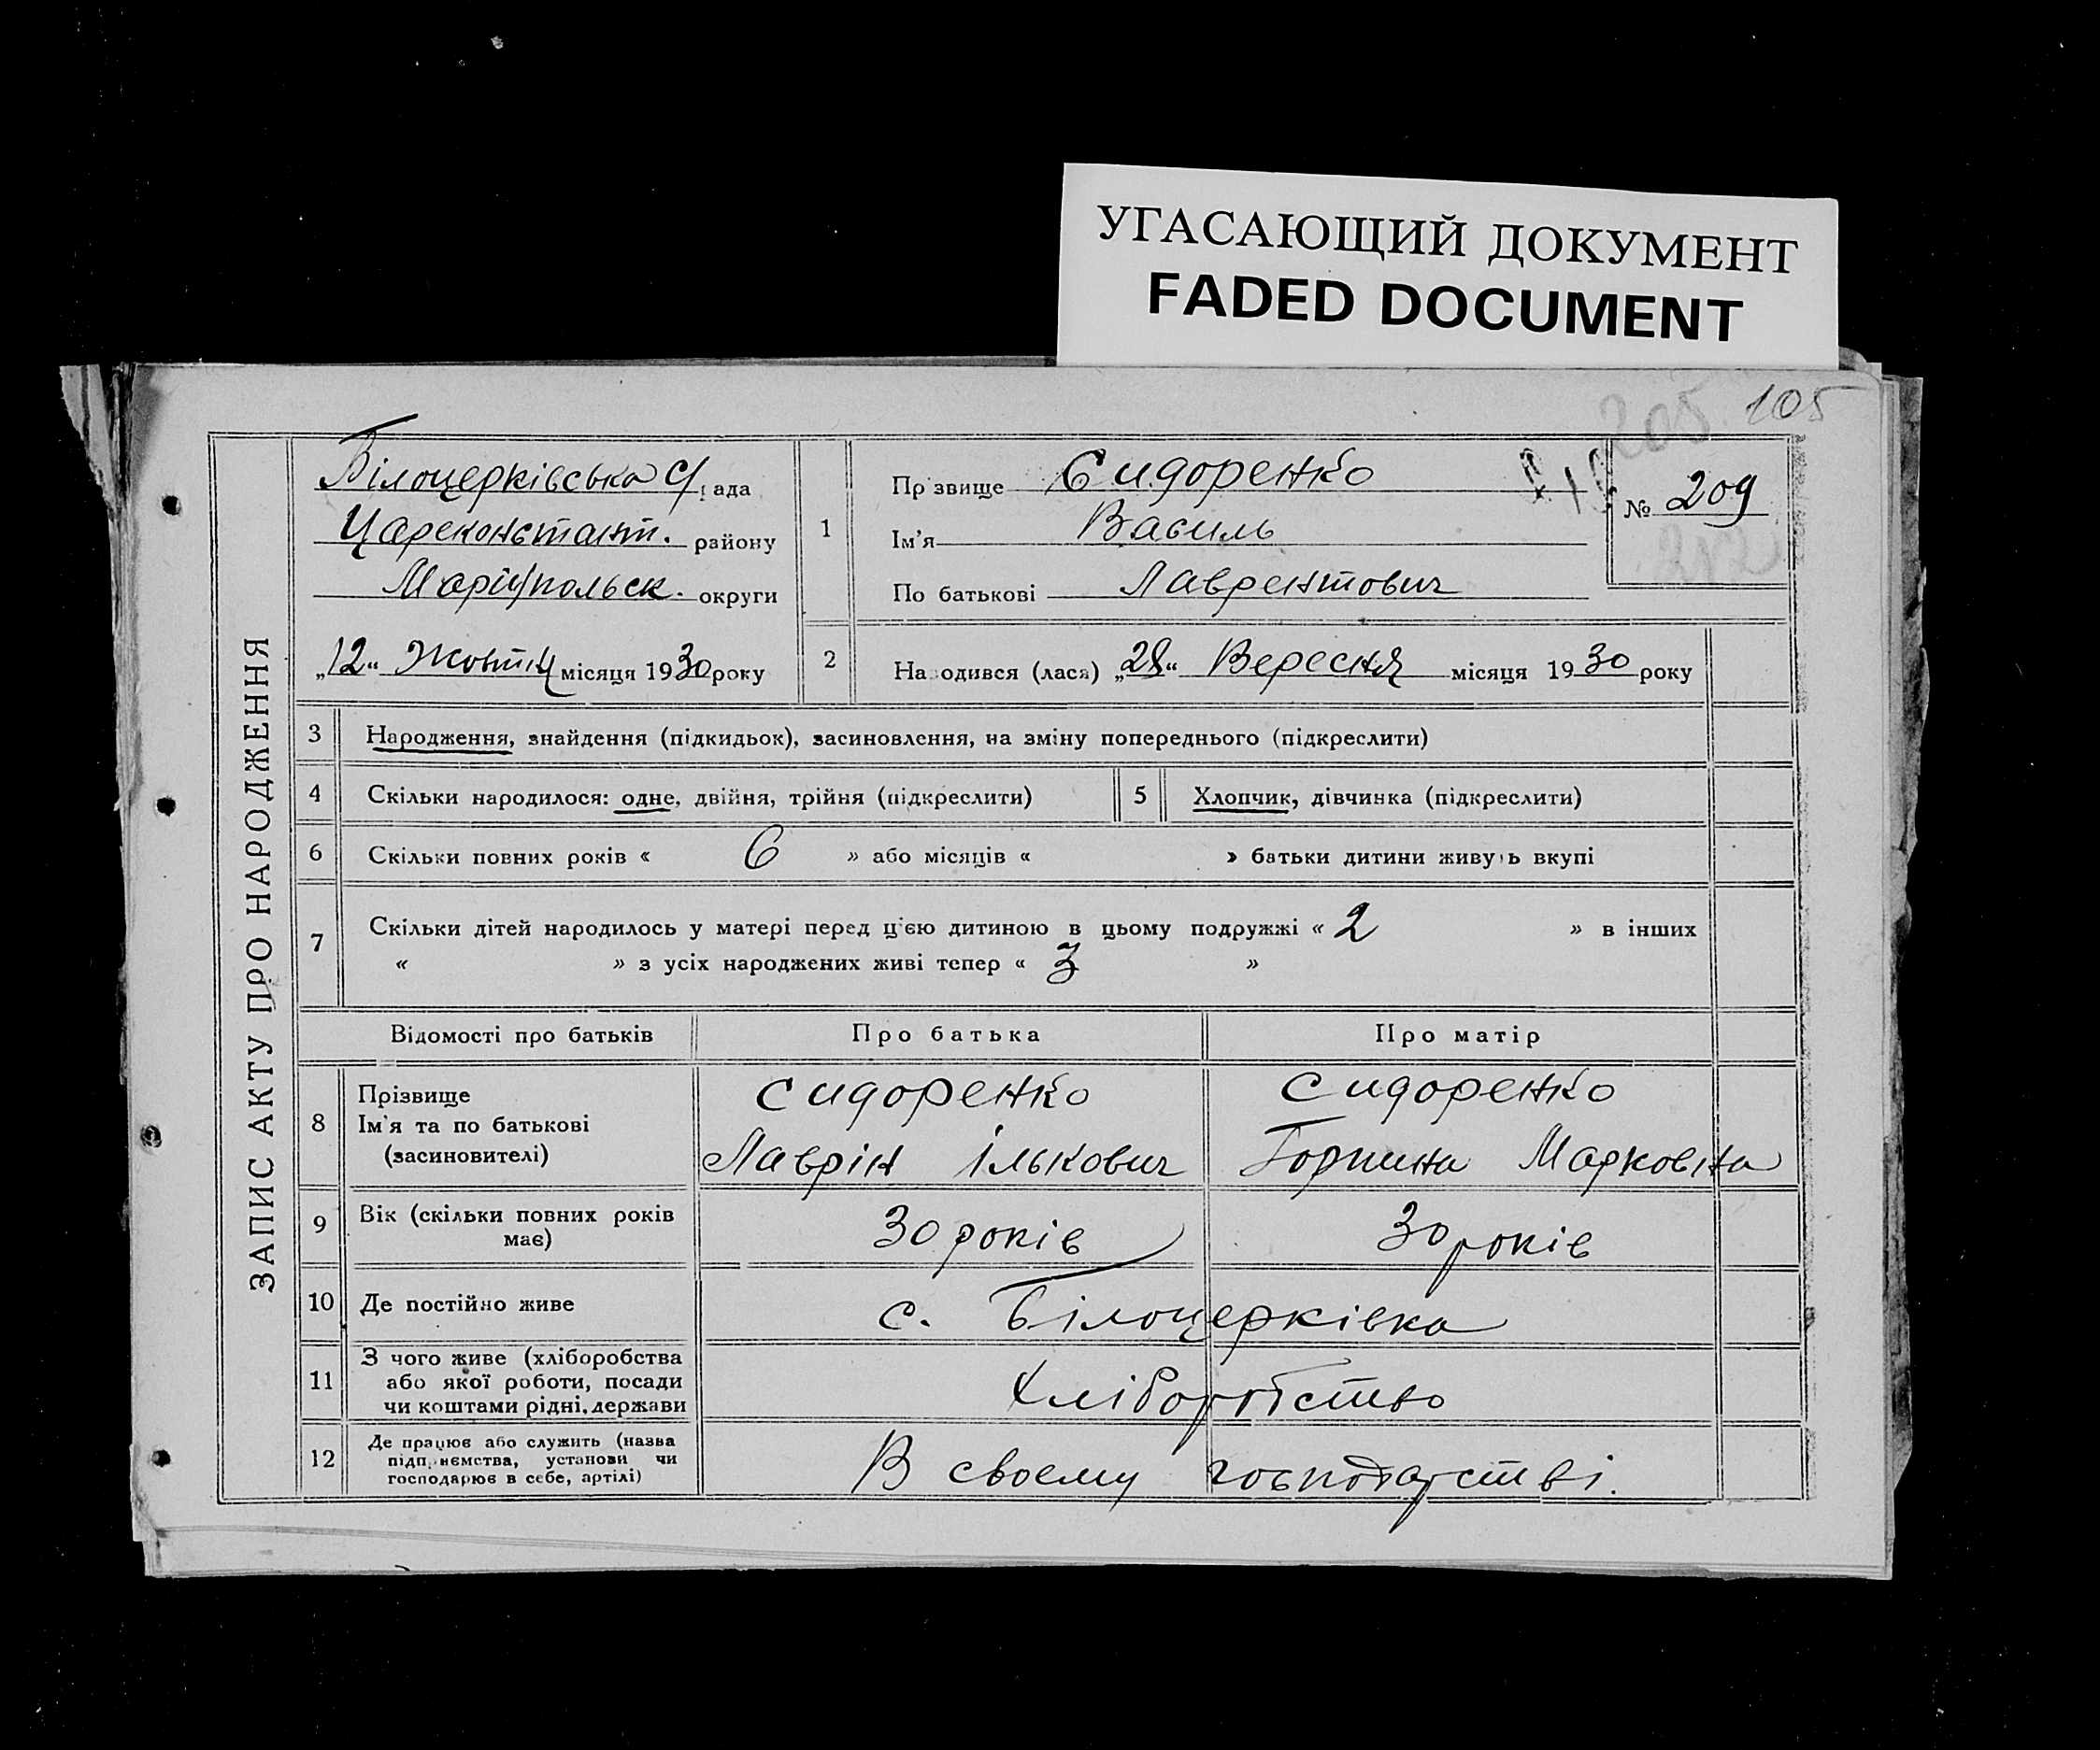 УГАСАЮЩИЙ ДОКУМЕНТ
FADED DOCUMENT
205. 105
ЗАПИС АКТУ ПРО НАРОДЖЕННЯ
Білоцерківська с/рада
Цареконстант. району
Маріупольск. округи
„12“ Жовтня місяця 1930 року
1
Прізвище Сидоренко
Ім’я Василь
По батькові Лаврентович
№ 209
212
2 Народився (лася) „28“ Вересня місяця 1930 року
3 Народження, знайдення (підкидьок), засиновлення, на зміну попереднього (підкреслити)
4 Скільки народилося: одне, двійня, трійня (підкреслити) 5 Хлопчик, дівчинка (підкреслити)
6 Скільки повних років « 6 » або місяців « » батьки дитини живуть вкупі
7 Скільки дітей народилось у матері перед ц’єю дитиною в цьому подружжі « 2 » в інших
« » з усіх народжених живі тепер « 3 »
Відомості про батьків Про батька Про матір
8 Прізвище Сидоренко Сидоренко
Ім’я та по батькові
(засиновителі) Лаврін Ількович Горпина Марковна
9 Вік (скільки повних років має) 30 років 30 років
10 Де постійно живе с. Білоцерківка
11 З чого живе (хліборобства
або якої роботи, посади
чи коштами рідні, держави
Хліборобство
12 Де працює або служить (назва
підприємства, установи чи
господарює в себе, артілі)
В своему господарстві.